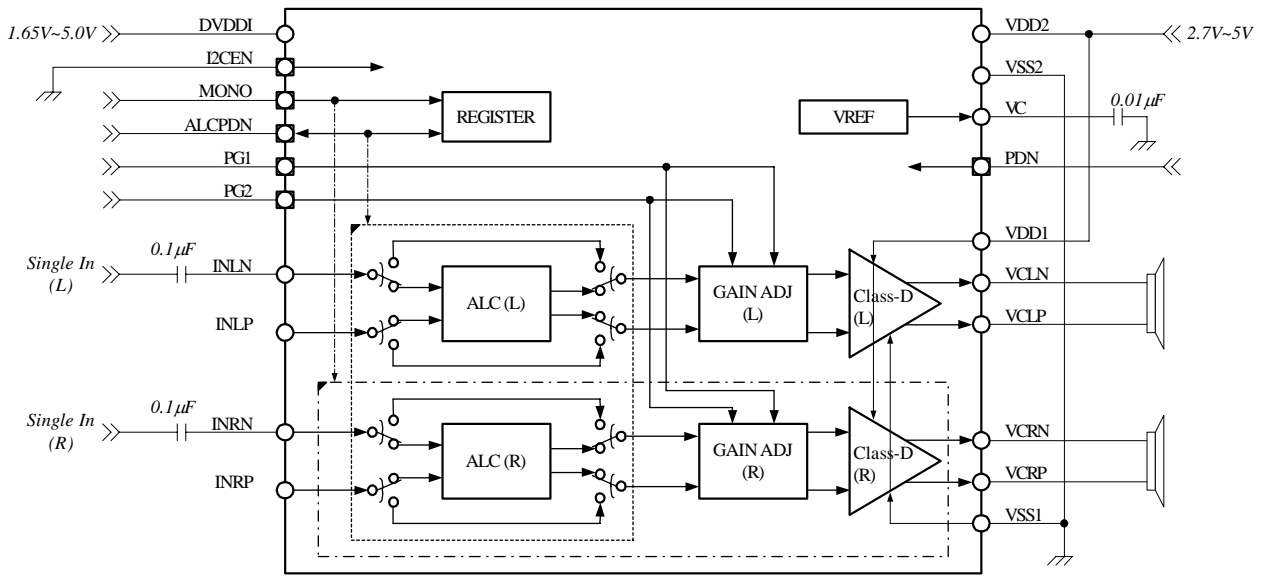 1.65V~5.0V
DVDDI
VDD2
2.7V~5V
I2CEN
VSS2
MONO
REGISTER
VREF
VC
0.01μF
ALCPDN
PG1
PDN
PG2
VDD1
0.1μF
Single In
(L)
INLN
ALC (L)
GAIN ADJ
(L)
Class-D
(L)
VCLN
INLP
VCLP
0.1μF
Single In
(R)
INRN
ALC (R)
GAIN ADJ
(R)
Class-D
(R)
VCRN
INRP
VCRP
VSS1